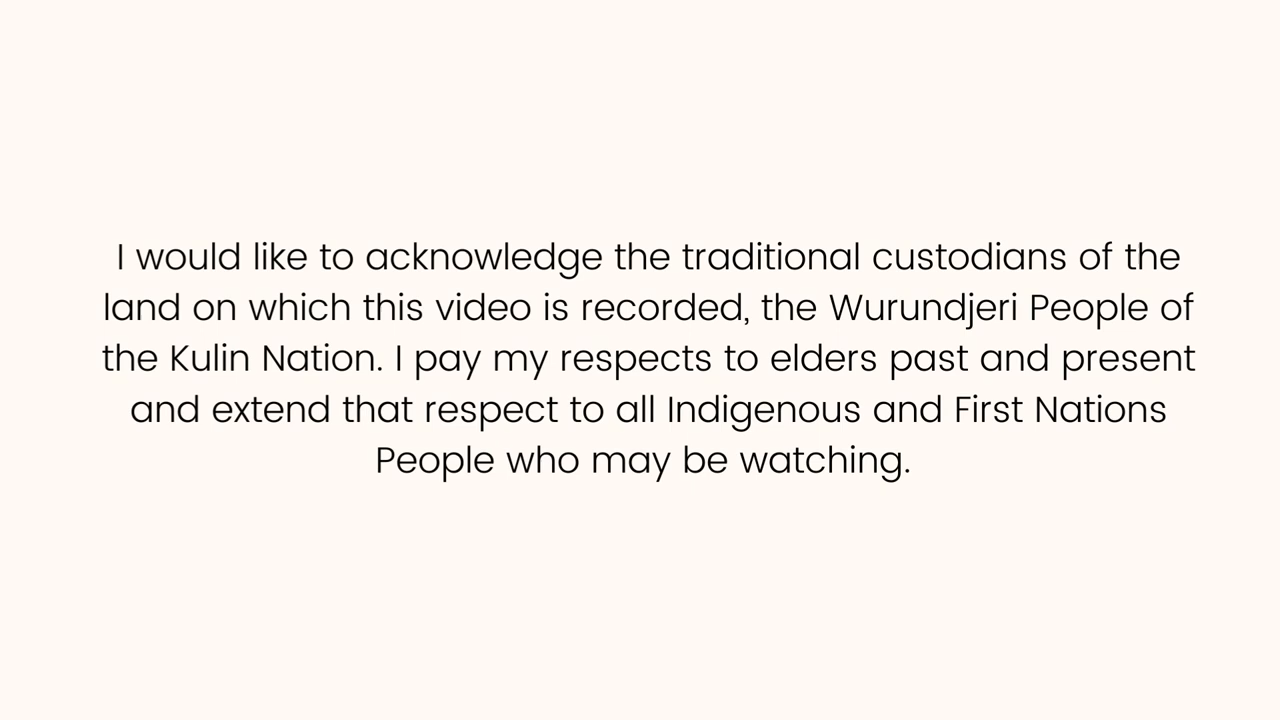 I would like to acknowledge the traditional custodians of the
land on which this video is recorded, the Wurundjeri People of
the Kulin Nation. I pay my respects to elders past and present
and extend that respect to all Indigenous and First Nations
People who may be watching.